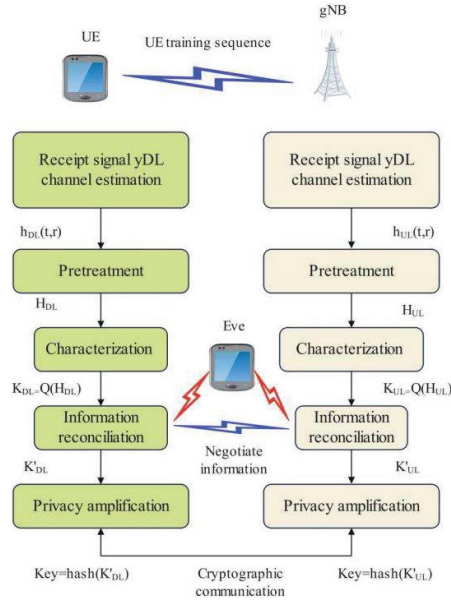 UE
gNB
UE training sequence
Receipt signal yDL
channel estimation
Receipt signal yDL
channel estimation
hDL(t,r)
hUL(t,r)
Pretreatment
Pretreatment
HDL
HUL
Eve
Characterization
Characterization
KDL=Q(HDL)
KUL=Q(HUL)
Information
reconciliation
Information
reconciliation
Negotiate
information
K'DL
K'UL
Privacy amplification
Privacy amplification
Key=hash(K'DL)
Cryptographic
communication
Key=hash(K'UL)